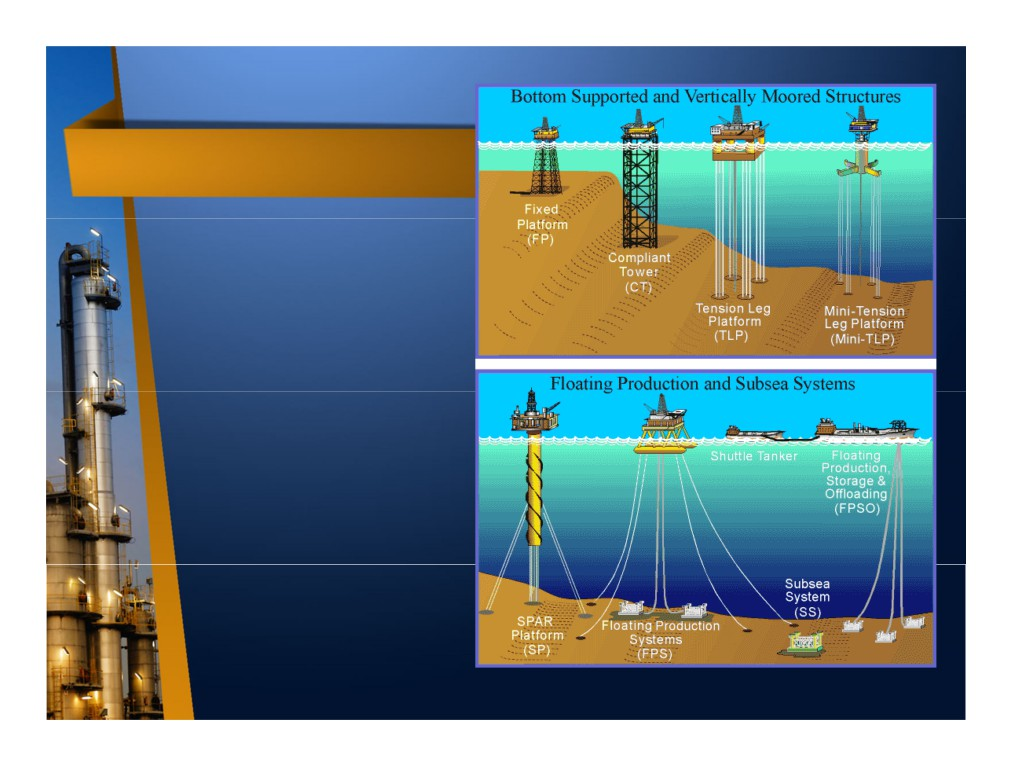 Bottom Supported and Vertically Moored Structures
Fixed
Platform
(FP)
Compliant
Tower
(CT)
Tension Leg
Platform
(TLP)
Mini-Tension
Leg Platform
(Mini-TLP)
Floating Production and Subsea Systems
Shuttle Tanker
Floating
Production,
Storage &
Offloading
(FPSO)
Subsea
System
(SS)
SPAR
Platform
(SP)
Floating Production
Systems
(FPS)